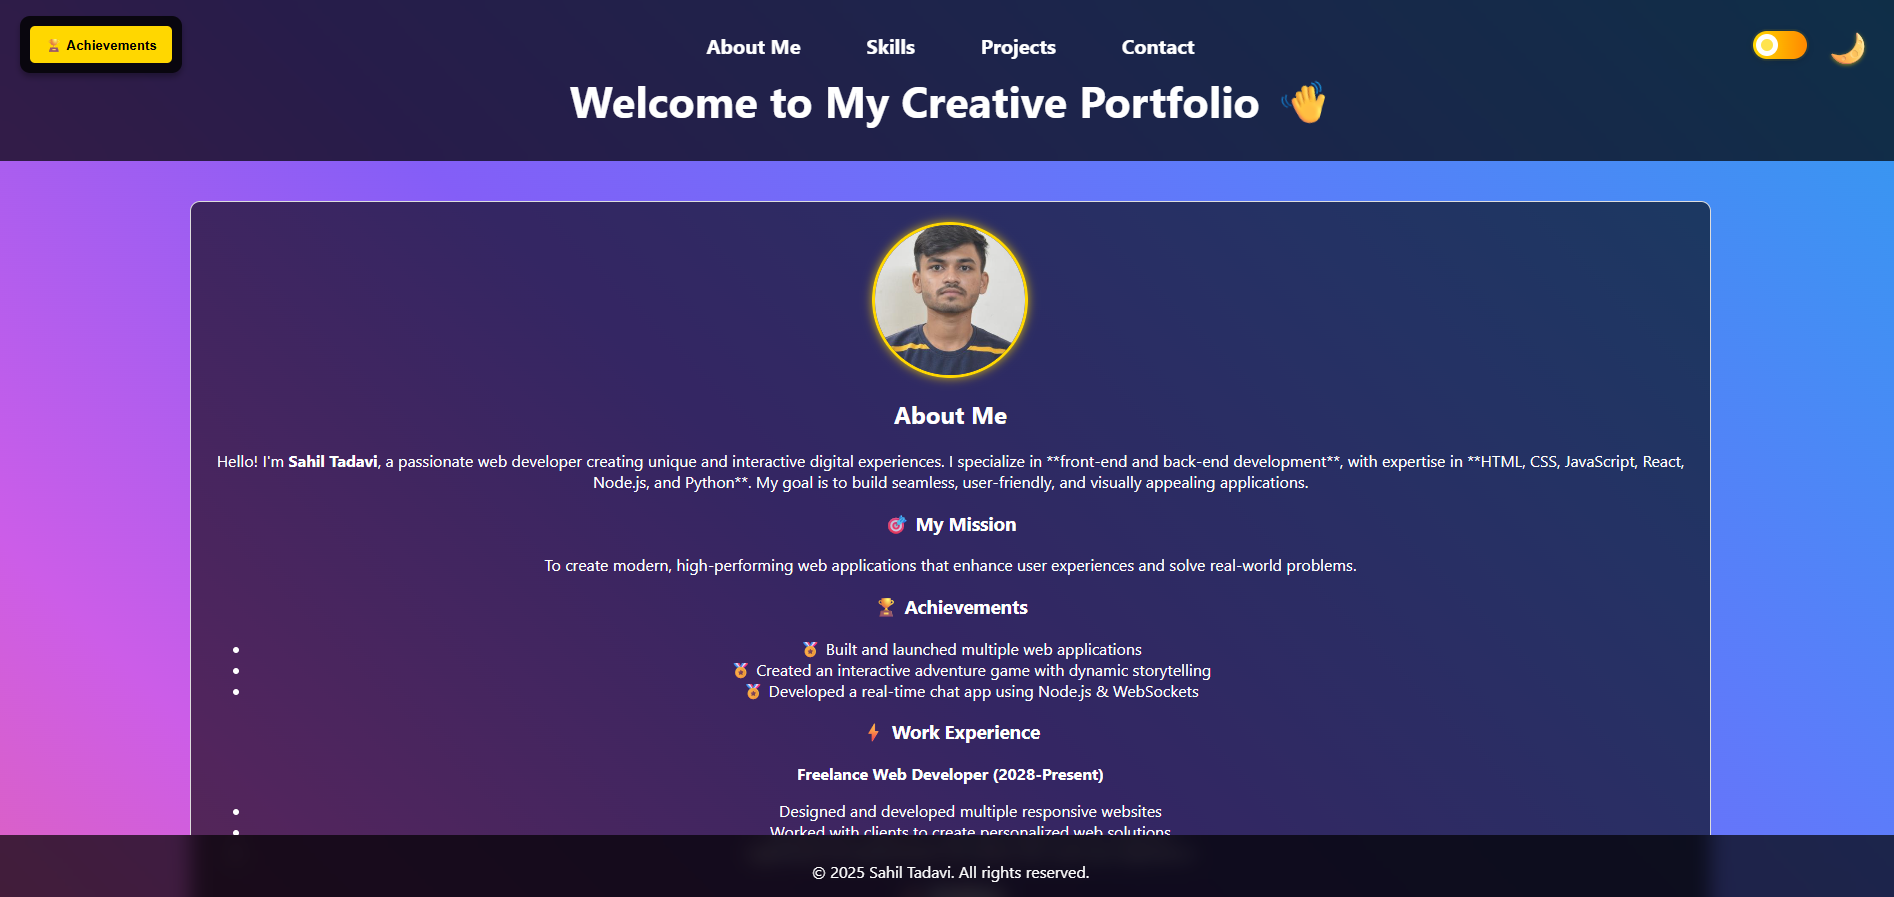 🏆 Achievements
About Me Skills Projects Contact
Welcome to My Creative Portfolio 👋
About Me
Hello! I'm Sahil Tadavi, a passionate web developer creating unique and interactive digital experiences. I specialize in **front-end and back-end development**, with expertise in **HTML, CSS, JavaScript, React,
Node.js, and Python**. My goal is to build seamless, user-friendly, and visually appealing applications.
🎯 My Mission
To create modern, high-performing web applications that enhance user experiences and solve real-world problems.
🏆 Achievements
• 🏅 Built and launched multiple web applications
• 🏅 Created an interactive adventure game with dynamic storytelling
• 🏅 Developed a real-time chat app using Node.js & WebSockets
⚡ Work Experience
Freelance Web Developer (2028-Present)
• Designed and developed multiple responsive websites
• Worked with clients to create personalized web solutions
© 2025 Sahil Tadavi. All rights reserved.